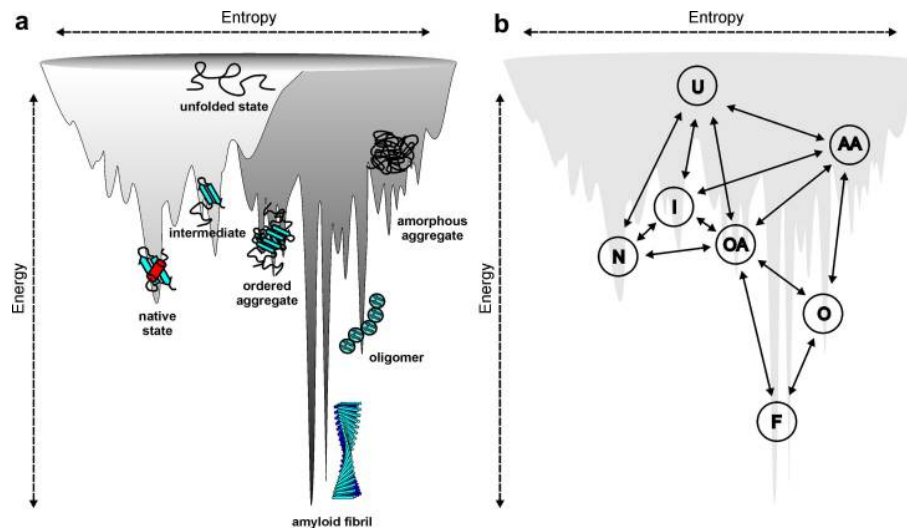 a
Entropy
Energy
unfolded state
intermediate
native
state
ordered
aggregate
amorphous
aggregate
oligomer
amyloid fibril
b
Entropy
Energy
U
AA
I
OA
N
O
F